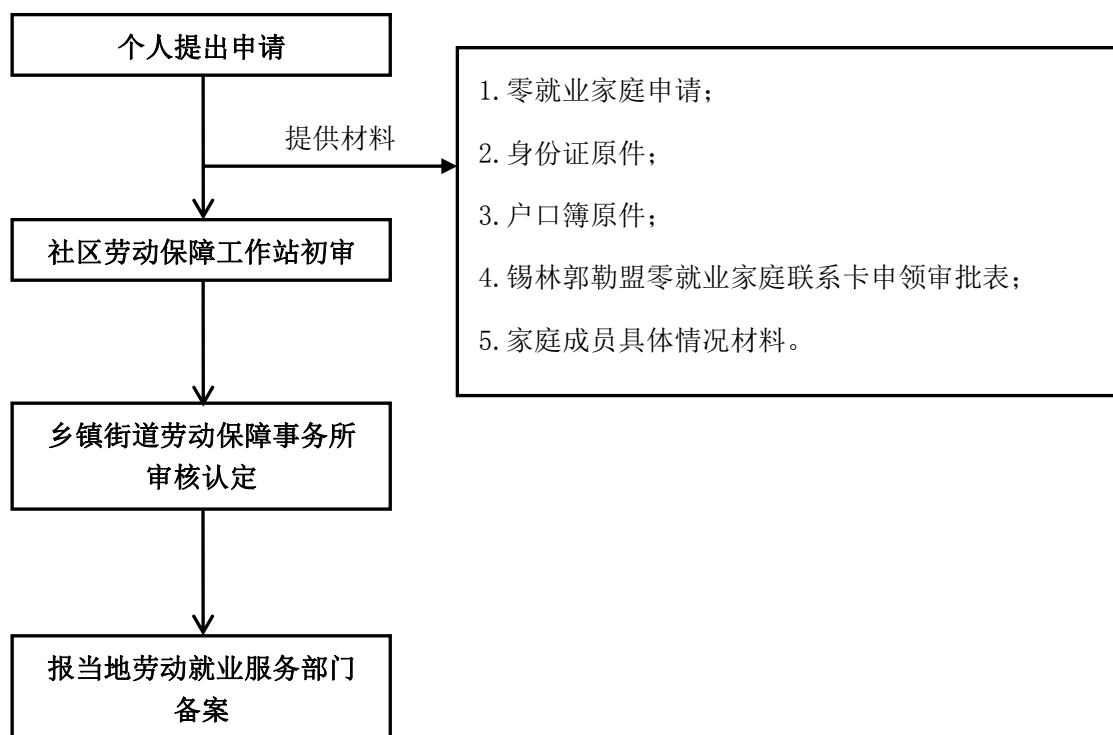 个人提出申请
提供材料
1.零就业家庭申请；
2.身份证原件；
3.户口簿原件；
4.锡林郭勒盟零就业家庭联系卡申领审批表；
5.家庭成员具体情况材料。
社区劳动保障工作站初审
乡镇街道劳动保障事务所
审核认定
报当地劳动就业服务部门
备案